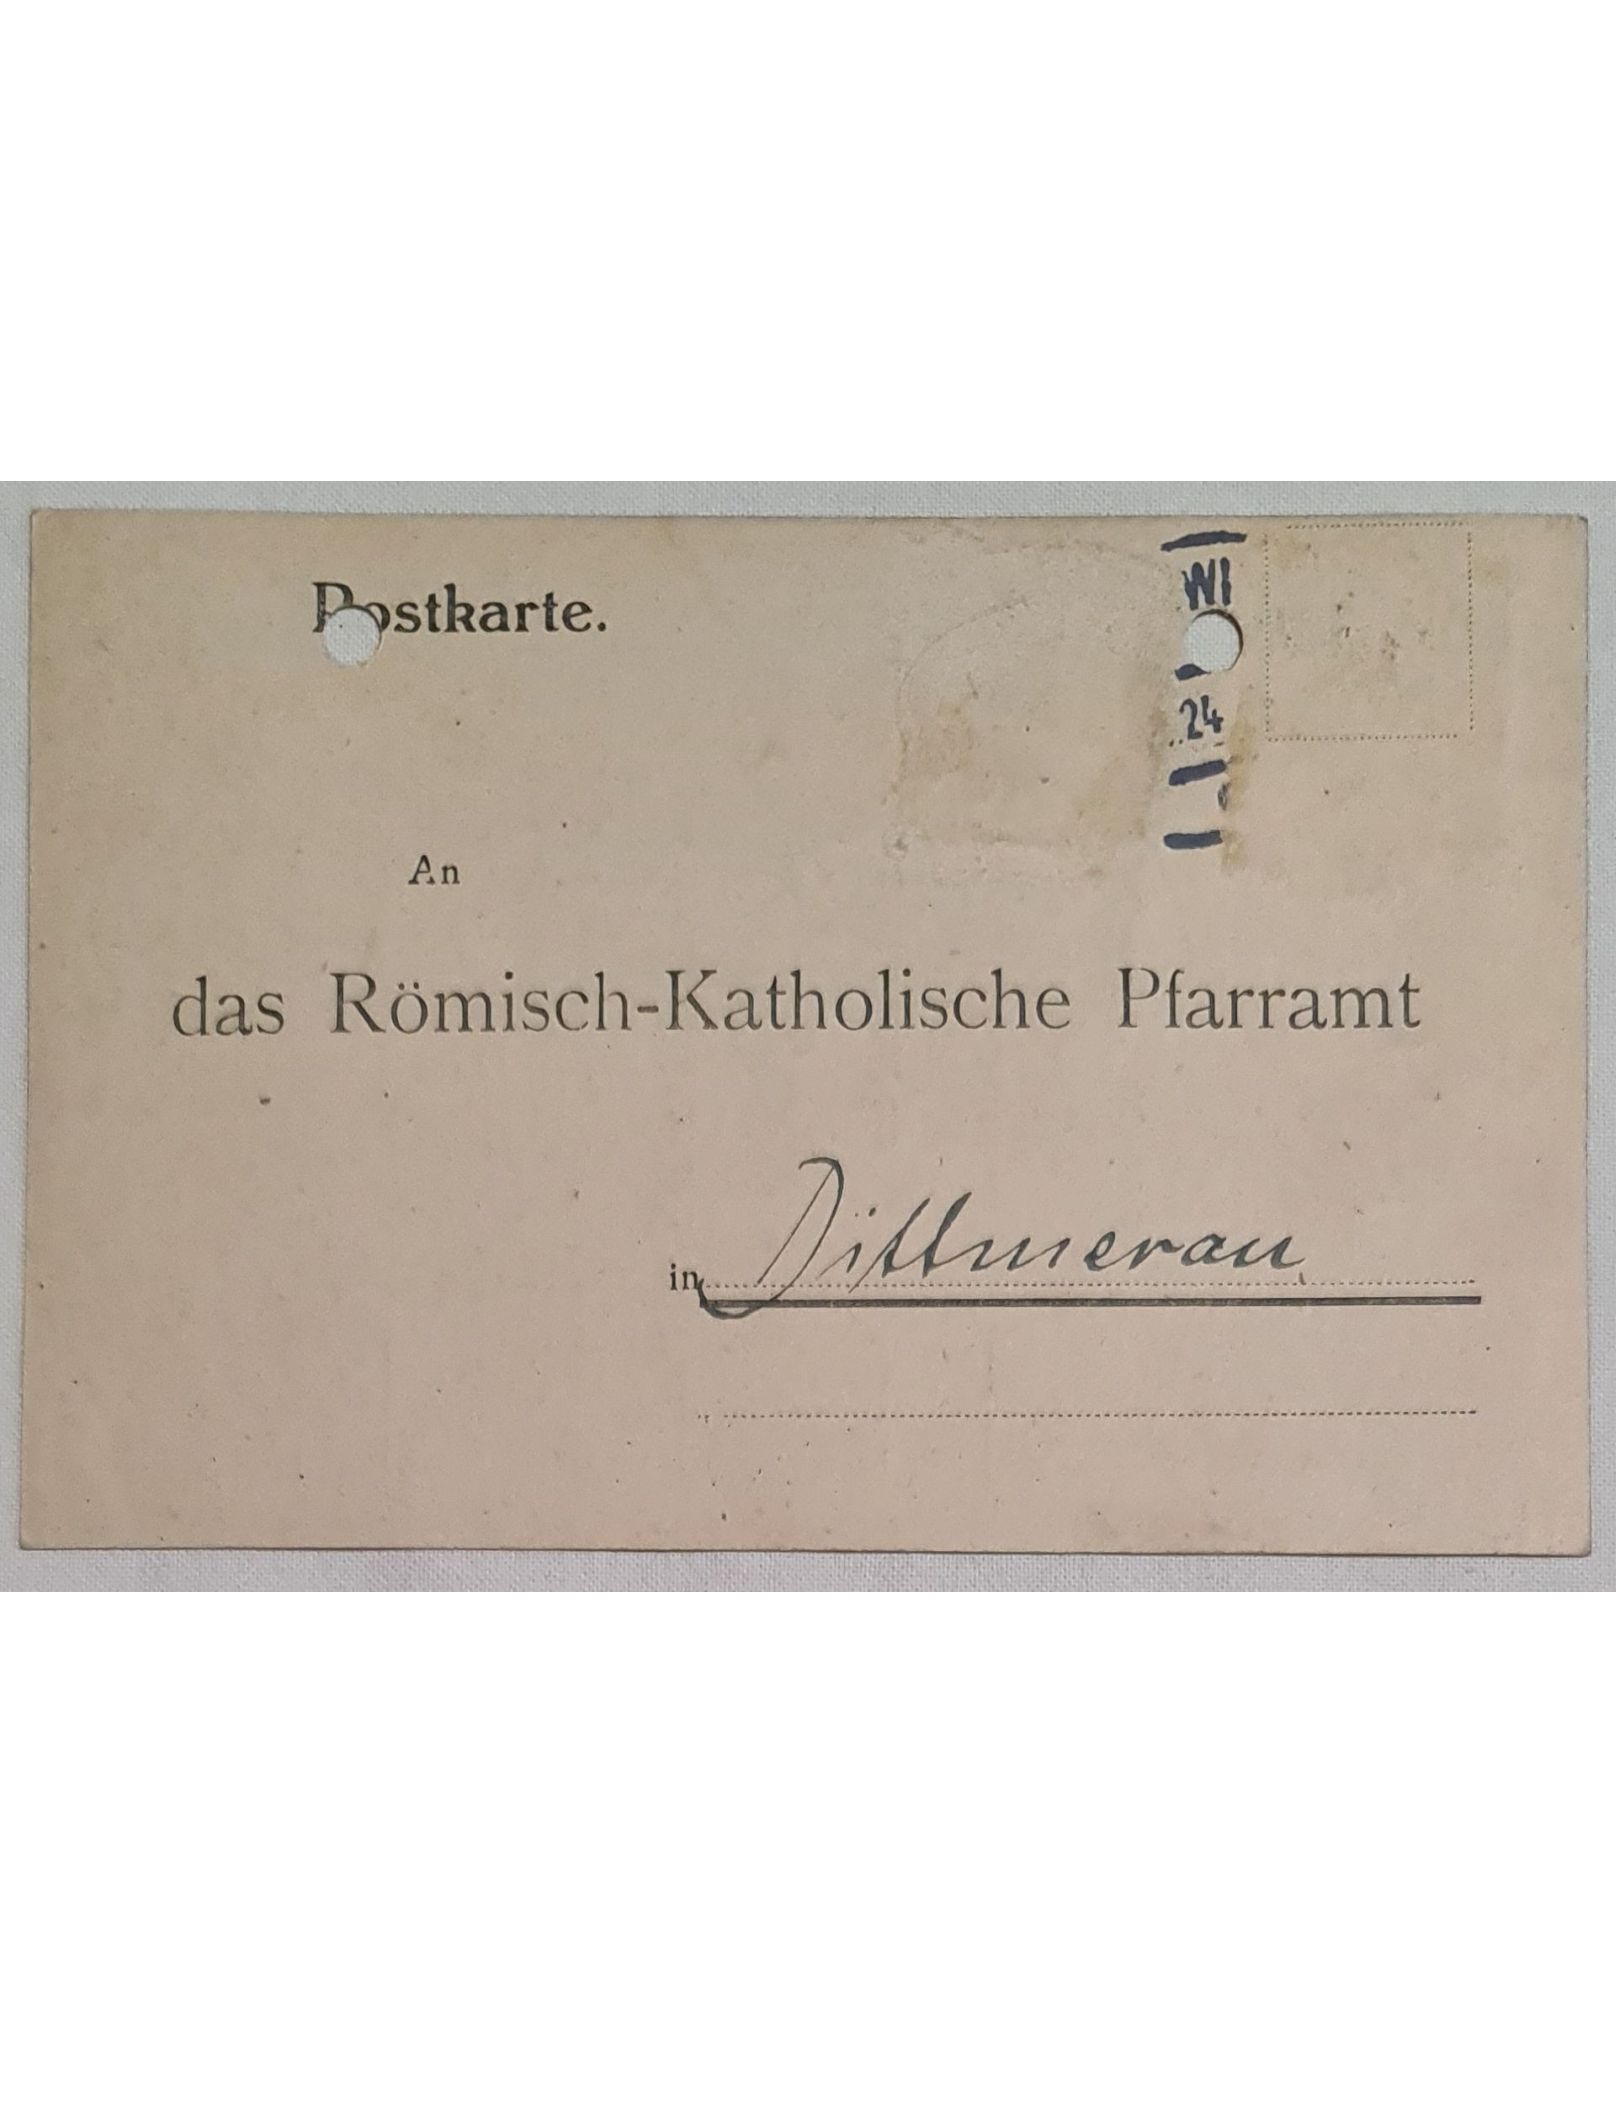 Postkarte.
WI
24
An
das Römisch-Katholische Pfarramt
in Dittmerau